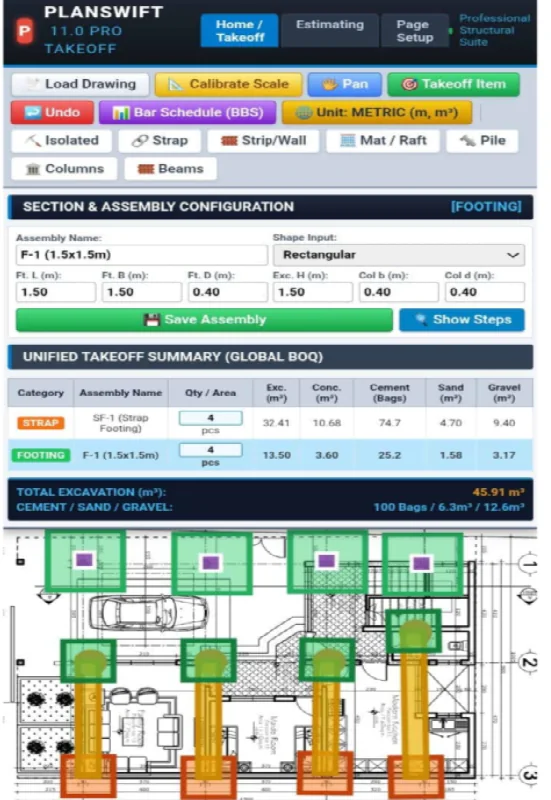 PLANSWIFT
11.0 PRO
TAKEOFF
Home /
Takeoff
Estimating
Page
Setup
Professional
Structural
Suite
P
Load Drawing
Calibrate Scale
Pan
Takeoff Item
Undo
Bar Schedule (BBS)
Unit: METRIC (m, m³)
Isolated
Strap
Strip/Wall
Mat / Raft
Pile
Columns
Beams
SECTION & ASSEMBLY CONFIGURATION [FOOTING]
Assembly Name: Shape Input:
F-1 (1.5x1.5m) Rectangular
Ft. L (m): Ft. B (m): Ft. D (m): Exc. H (m): Col b (m): Col d (m):
1.50 1.50 0.40 1.50 0.40 0.40
Save Assembly Show Steps
UNIFIED TAKEOFF SUMMARY (GLOBAL BOQ)
Category Assembly Name Qty / Area Exc. (m³) Conc. (m³) Cement (Bags) Sand (m³) Gravel (m³)
STRAP SF-1 (Strap Footing) 4 pcs 32.41 10.68 74.7 4.70 9.40
FOOTING F-1 (1.5x1.5m) 4 pcs 13.50 3.60 25.2 1.58 3.17
TOTAL EXCAVATION (m³): 45.91 m³
CEMENT / SAND / GRAVEL: 100 Bags / 6.3m³ / 12.6m³
1
2
3